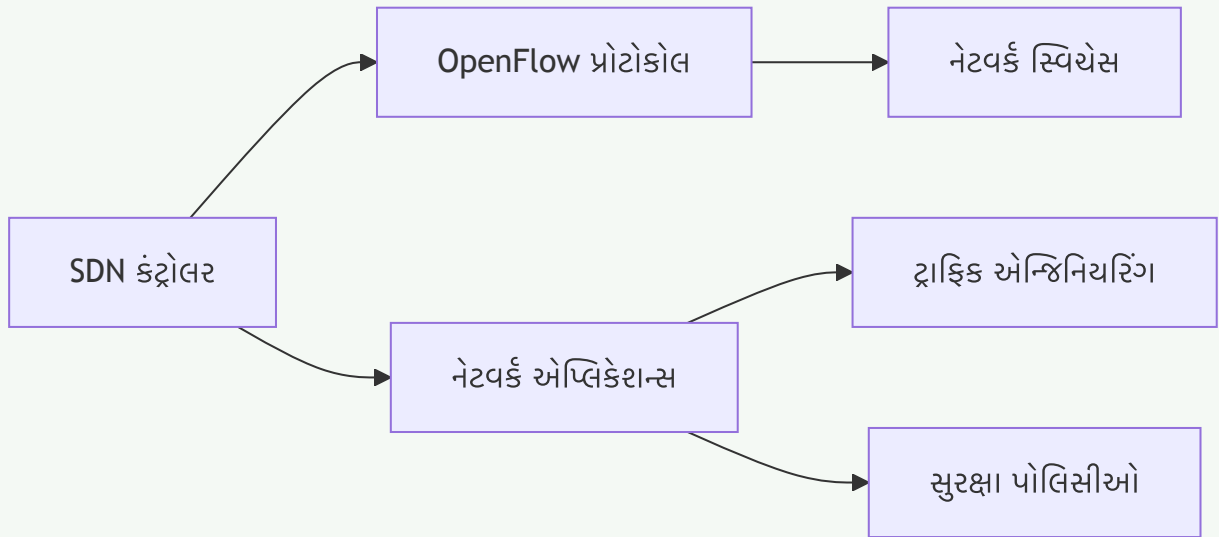 OpenFlow પ્રોટોકોલ
નેટવર્ક સ્વિચેસ
SDN કંટ્રોલર
ટ્રાફિક એન્જિનિયરિંગ
નેટવર્ક એપ્લિકેશન્સ
સુરક્ષા પોલિસીઓ